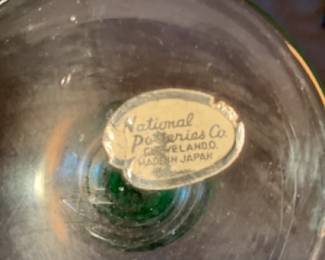 National
Potteries Co.
CLEVELAND,O.
MADE IN JAPAN